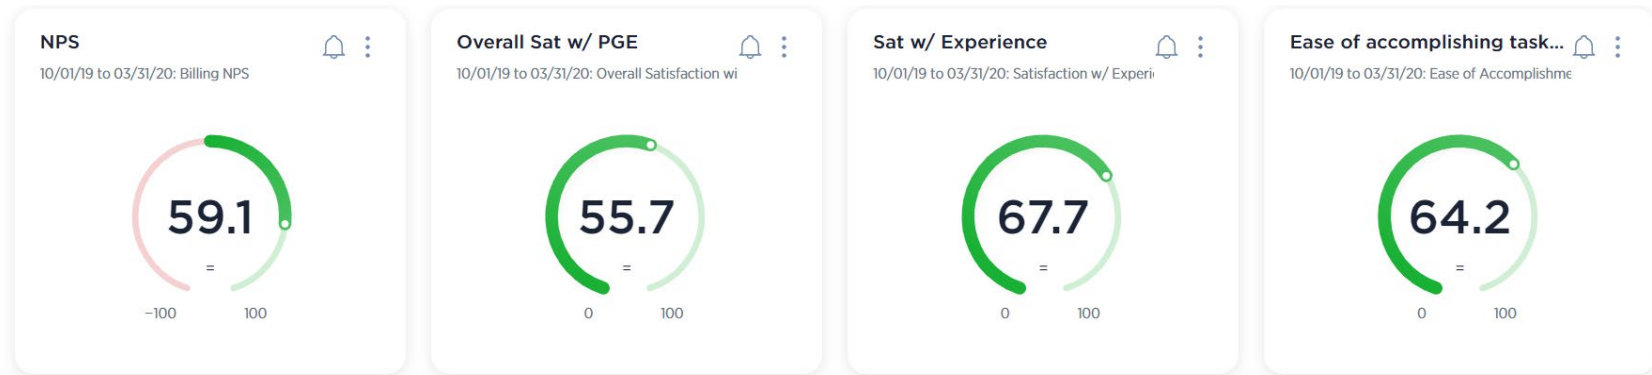 NPS
10/01/19 to 03/31/20: Billing NPS
59.1
=
−100 100
Overall Sat w/ PGE
10/01/19 to 03/31/20: Overall Satisfaction wi
55.7
=
0 100
Sat w/ Experience
10/01/19 to 03/31/20: Satisfaction w/ Experi
67.7
=
0 100
Ease of accomplishing task...
10/01/19 to 03/31/20: Ease of Accomplishme
64.2
=
0 100